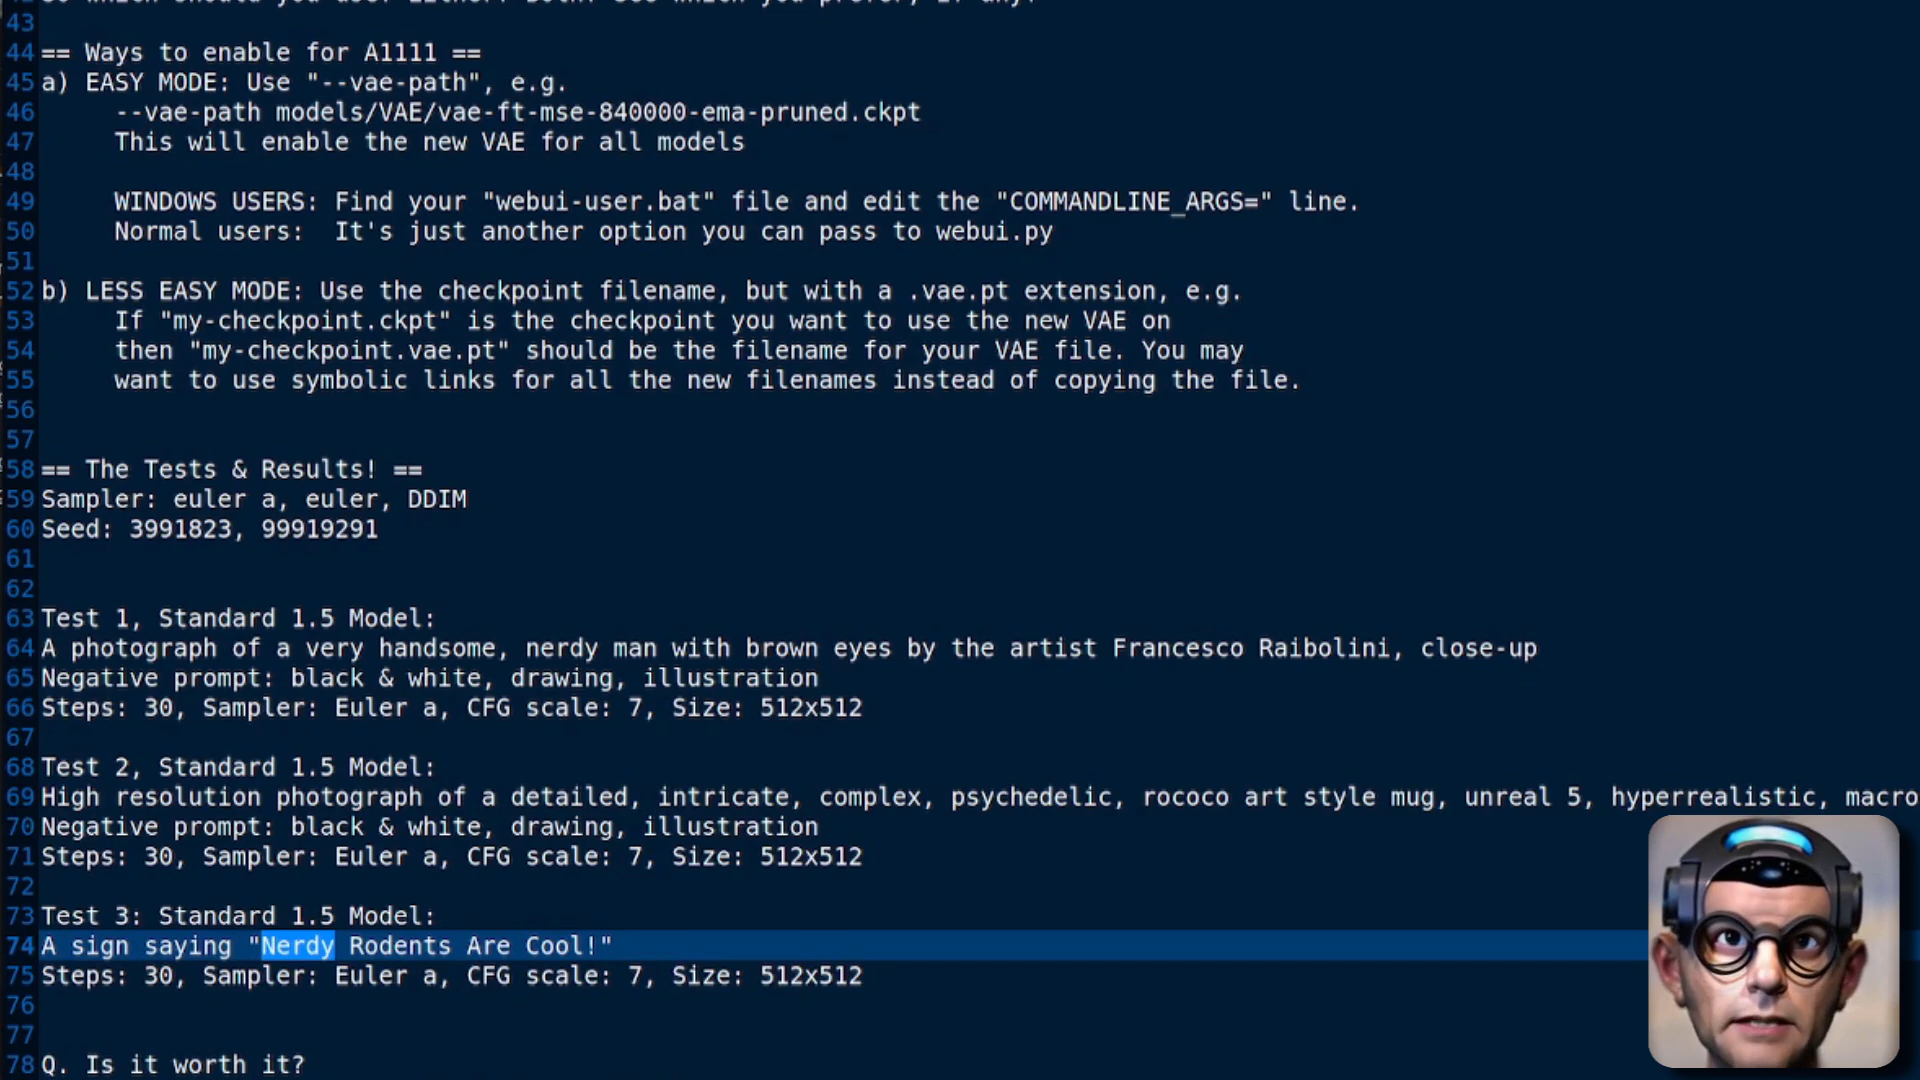 43
44 == Ways to enable for A1111 ==
45 a) EASY MODE: Use "--vae-path", e.g.
46 --vae-path models/VAE/vae-ft-mse-840000-ema-pruned.ckpt
47 This will enable the new VAE for all models
48
49 WINDOWS USERS: Find your "webui-user.bat" file and edit the "COMMANDLINE_ARGS=" line.
50 Normal users:  It's just another option you can pass to webui.py
51
52 b) LESS EASY MODE: Use the checkpoint filename, but with a .vae.pt extension, e.g.
53 If "my-checkpoint.ckpt" is the checkpoint you want to use the new VAE on
54 then "my-checkpoint.vae.pt" should be the filename for your VAE file. You may
55 want to use symbolic links for all the new filenames instead of copying the file.
56
57
58 == The Tests & Results! ==
59 Sampler: euler a, euler, DDIM
60 Seed: 3991823, 99919291
61
62
63 Test 1, Standard 1.5 Model:
64 A photograph of a very handsome, nerdy man with brown eyes by the artist Francesco Raibolini, close-up
65 Negative prompt: black & white, drawing, illustration
66 Steps: 30, Sampler: Euler a, CFG scale: 7, Size: 512x512
67
68 Test 2, Standard 1.5 Model:
69 High resolution photograph of a detailed, intricate, complex, psychedelic, rococo art style mug, unreal 5, hyperrealistic, macro
70 Negative prompt: black & white, drawing, illustration
71 Steps: 30, Sampler: Euler a, CFG scale: 7, Size: 512x512
72
73 Test 3: Standard 1.5 Model:
74 A sign saying "Nerdy Rodents Are Cool!"
75 Steps: 30, Sampler: Euler a, CFG scale: 7, Size: 512x512
76
77
78 Q. Is it worth it?